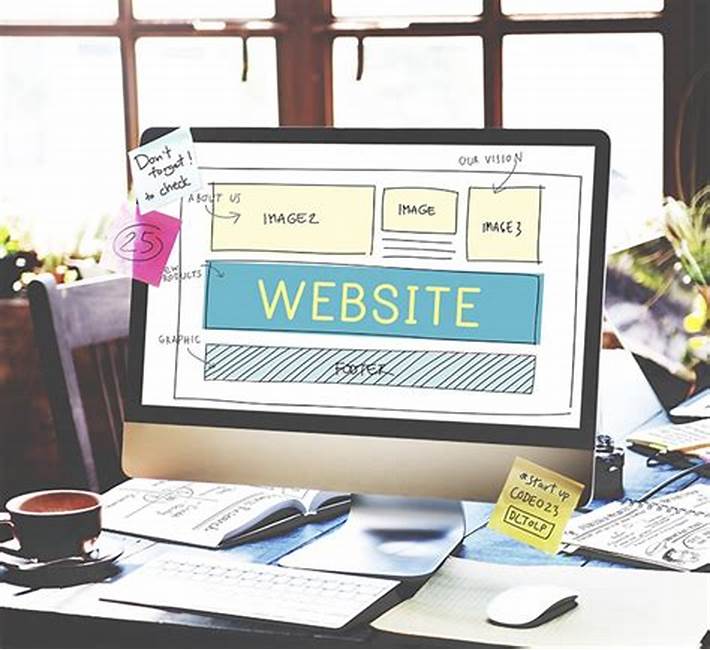 Don't
forget!
to check
25
OUR VISION
ABOUT US
IMAGE2
IMAGE
IMAGE3
PRODUCTS
WEBSITE
GRAPHIC
FOOTER
#start up
CODE023
DLTOLP